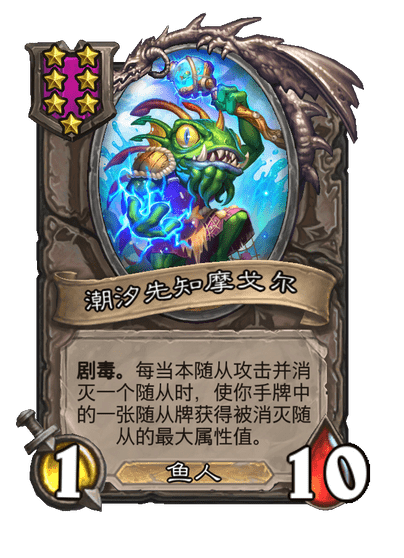 潮汐先知摩戈尔
剧毒。每当本随从攻击并消
灭一个随从时，使你手牌中
的一张随从牌获得被消灭随
从的最大属性值。
鱼人
1
10